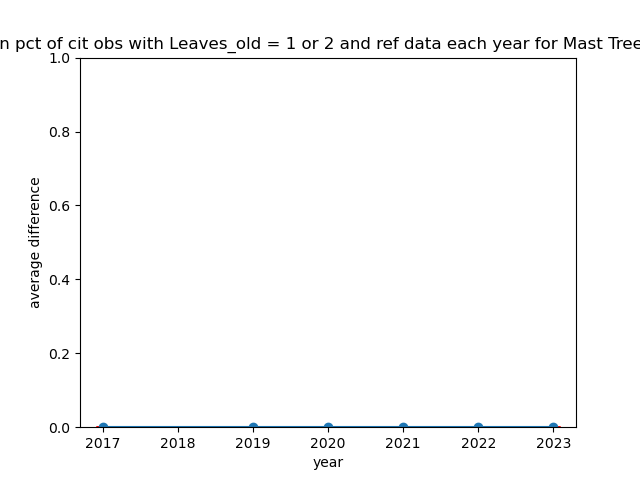 n pct of cit obs with Leaves_old = 1 or 2 and ref data each year for Mast Tree
1.0
0.8
0.6
0.4
0.2
0.0
average difference
2017 2018 2019 2020 2021 2022 2023
year